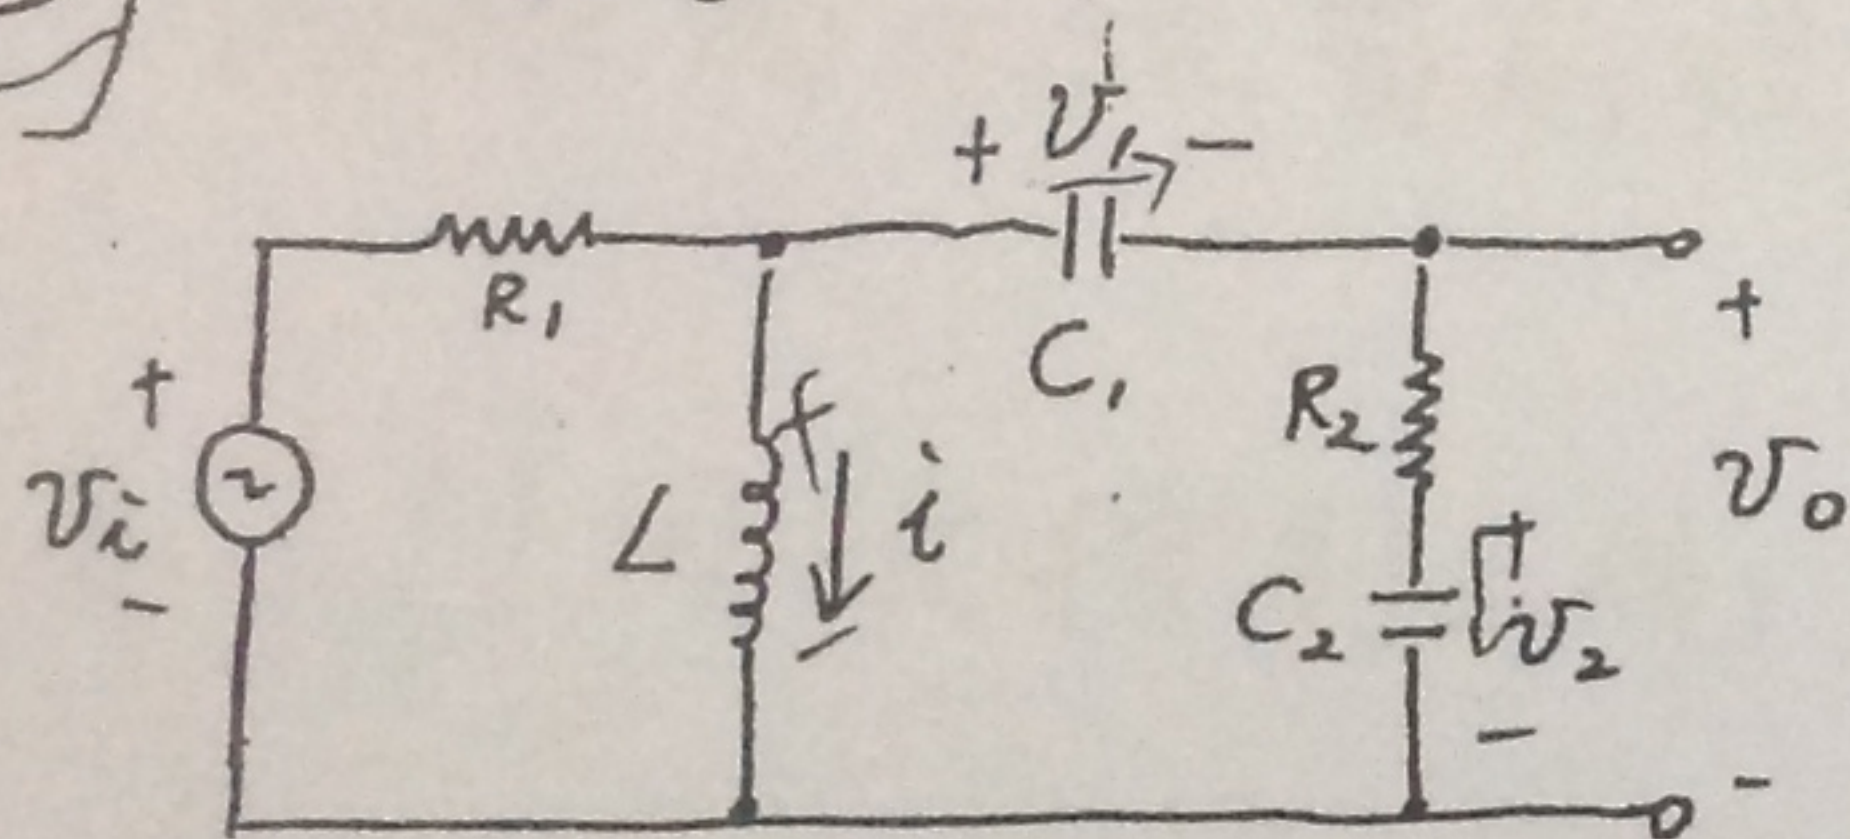 + v₁ -
R₁
C₁
+
vᵢ
-
L
i
R₂
C₂
+
v₂
-
+
v₀
-